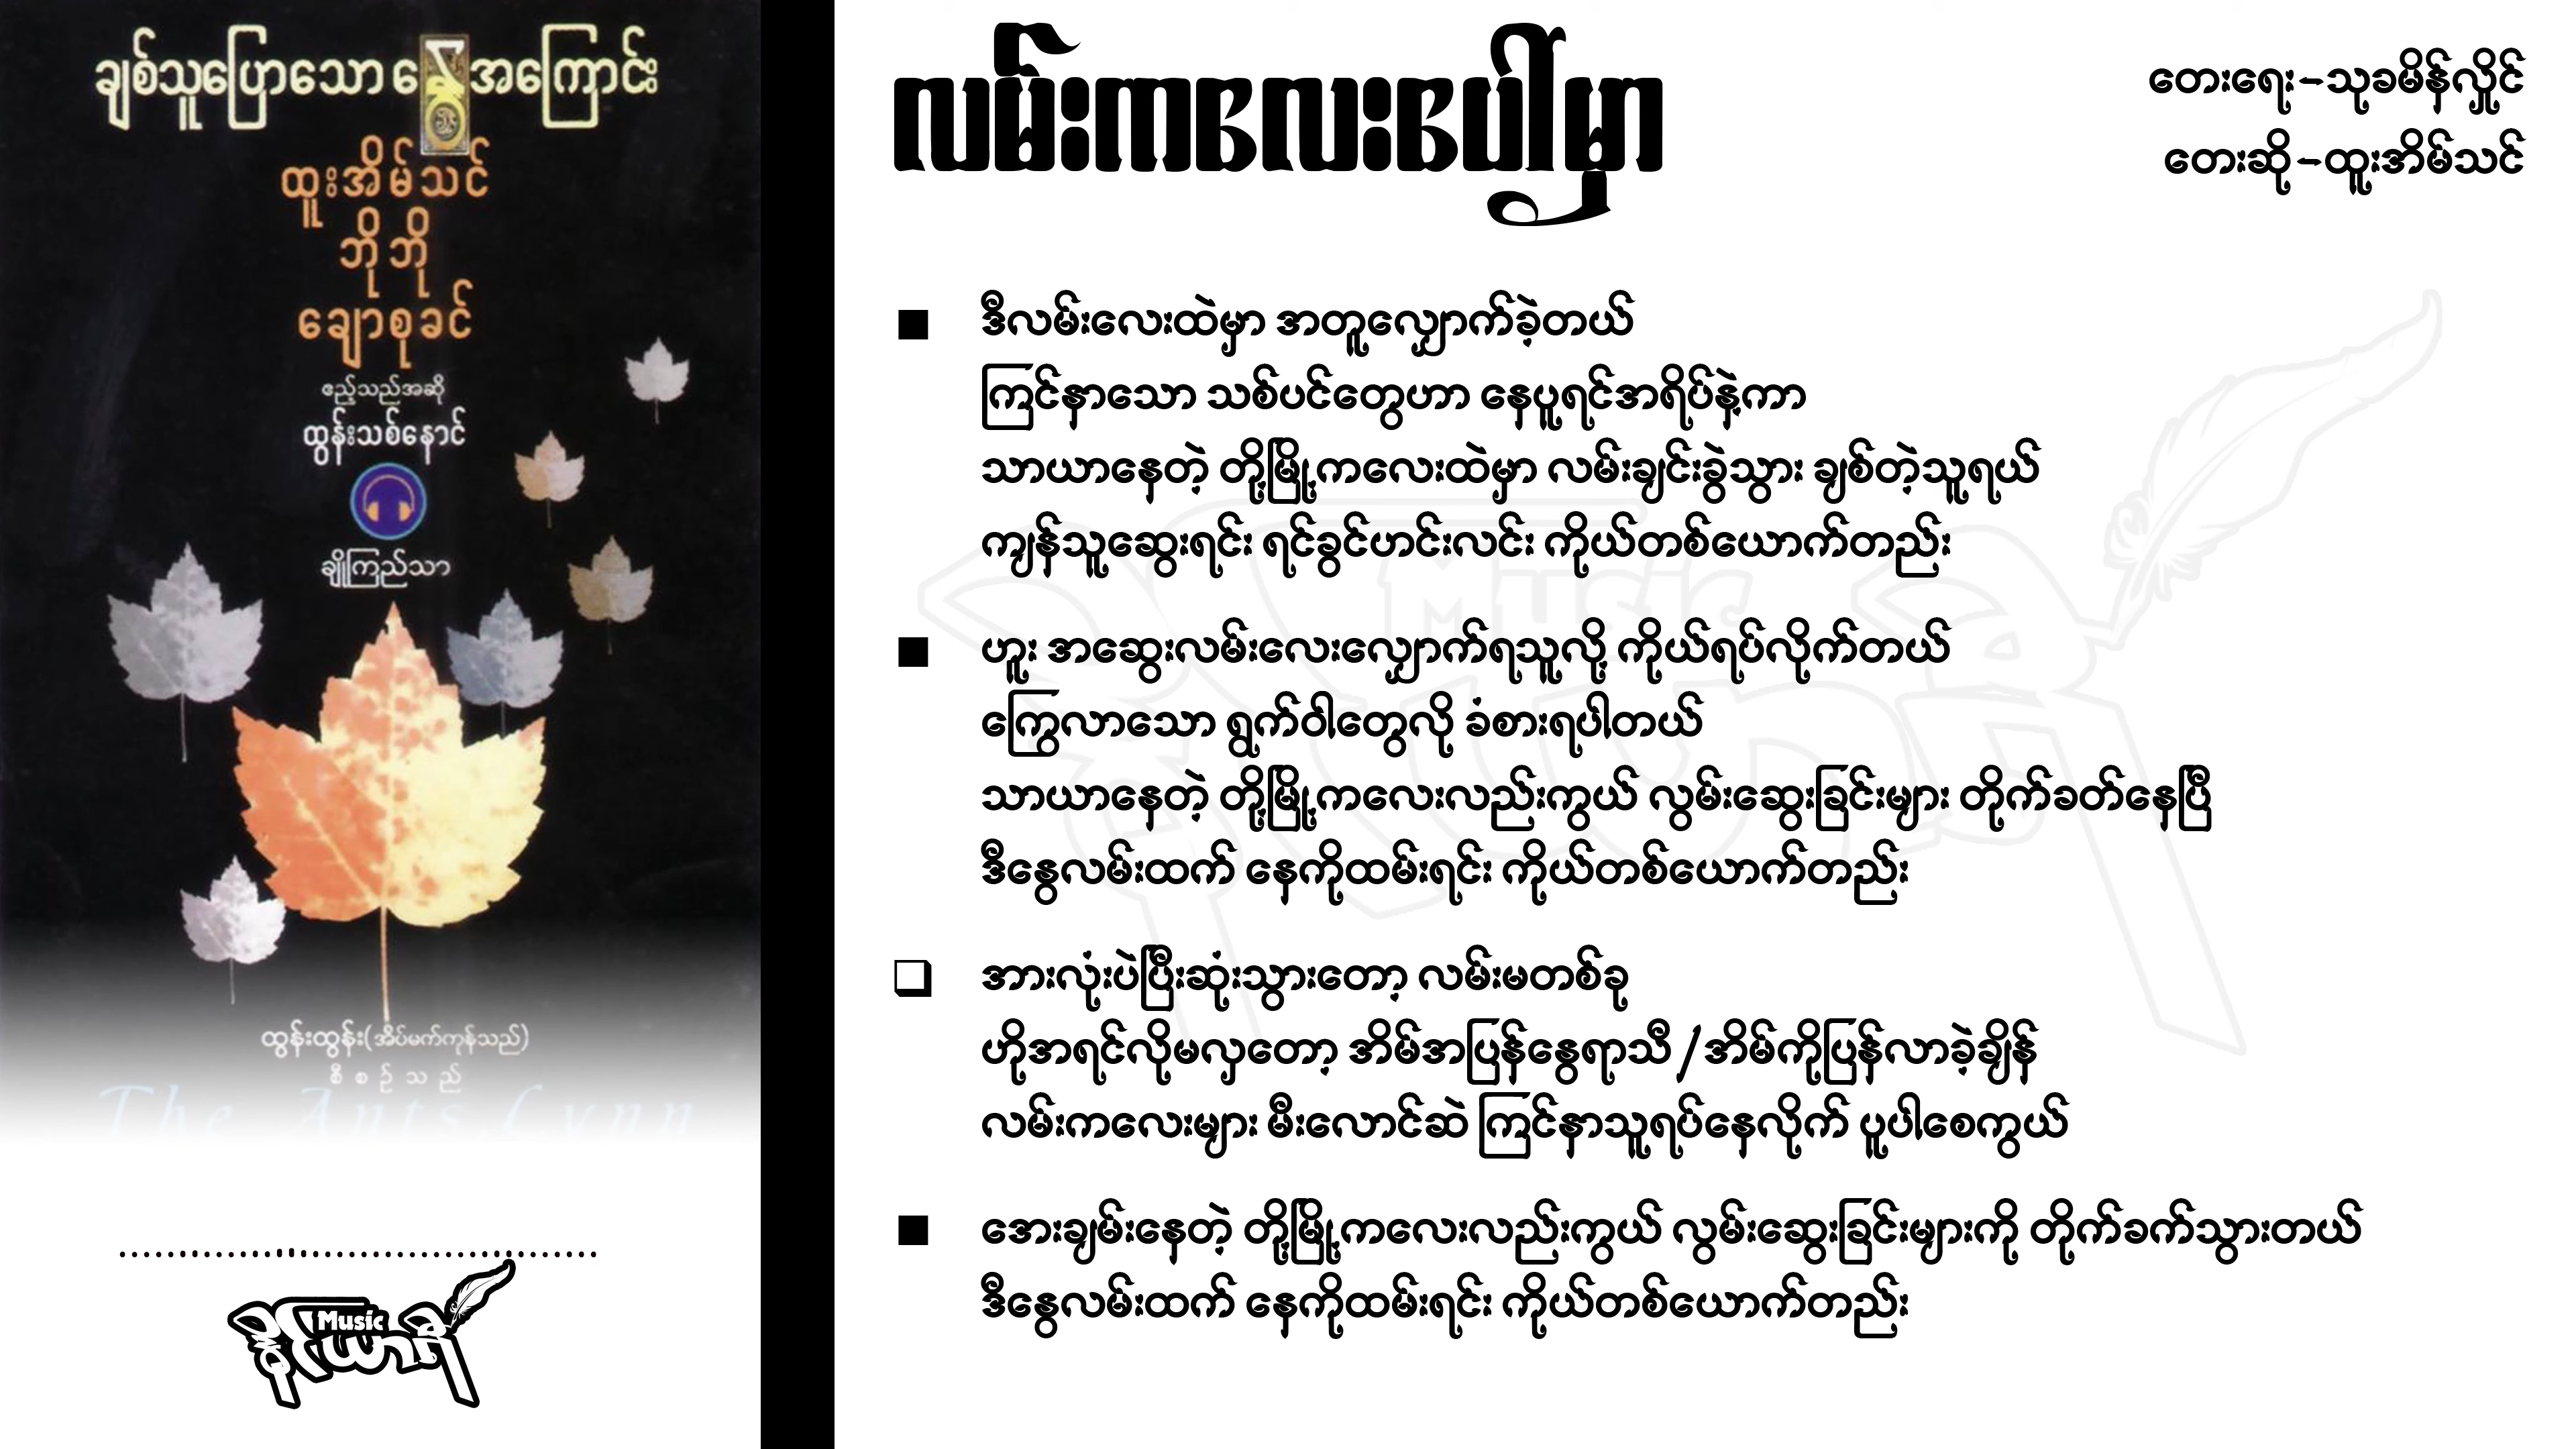 ချစ်သူပြောသော နွေအကြောင်း
ထူးအိမ်သင်
ဘိုဘို
ချောစုခင်
ဧည့်သည်အဆို
ထွန်းသစ်နောင်
ချိုကြည်သာ
ထွန်းထွန်း(အိပ်မက်ကုန်သည်)
စီစဉ်သည်
The Ants Lynn
Music
လမ်းကလေးပေါ်မှာ
တေးရေး-သုခမိန်လှိုင်
တေးဆို-ထူးအိမ်သင်
■ ဒီလမ်းလေးထဲမှာ အတူလျှောက်ခဲ့တယ်
ကြင်နာသော သစ်ပင်တွေဟာ နေပူရင်အရိပ်နဲ့ကာ
သာယာနေတဲ့ တို့မြို့ကလေးထဲမှာ လမ်းချင်းခွဲသွား ချစ်တဲ့သူရယ်
ကျန်သူဆွေးရင်း ရင်ခွင်ဟင်းလင်း ကိုယ်တစ်ယောက်တည်း
■ ဟူး အဆွေးလမ်းလေးလျှောက်ရသူလို့ ကိုယ်ရပ်လိုက်တယ်
ကြွေလာသော ရွက်ဝါတွေလို ခံစားရပါတယ်
သာယာနေတဲ့ တို့မြို့ကလေးလည်းကွယ် လွမ်းဆွေးခြင်းများ တိုက်ခတ်နေပြီ
ဒီနွေလမ်းထက် နေကိုထမ်းရင်း ကိုယ်တစ်ယောက်တည်း
❑ အားလုံးပဲပြီးဆုံးသွားတော့ လမ်းမတစ်ခု
ဟိုအရင်လိုမလှတော့ အိမ်အပြန်နွေရာသီ/အိမ်ကိုပြန်လာခဲ့ချိန်
လမ်းကလေးများ မီးလောင်ဆဲ ကြင်နာသူရပ်နေလိုက် ပူပါစေကွယ်
■ အေးချမ်းနေတဲ့ တို့မြို့ကလေးလည်းကွယ် လွမ်းဆွေးခြင်းများကို တိုက်ခက်သွားတယ်
ဒီနွေလမ်းထက် နေကိုထမ်းရင်း ကိုယ်တစ်ယောက်တည်း